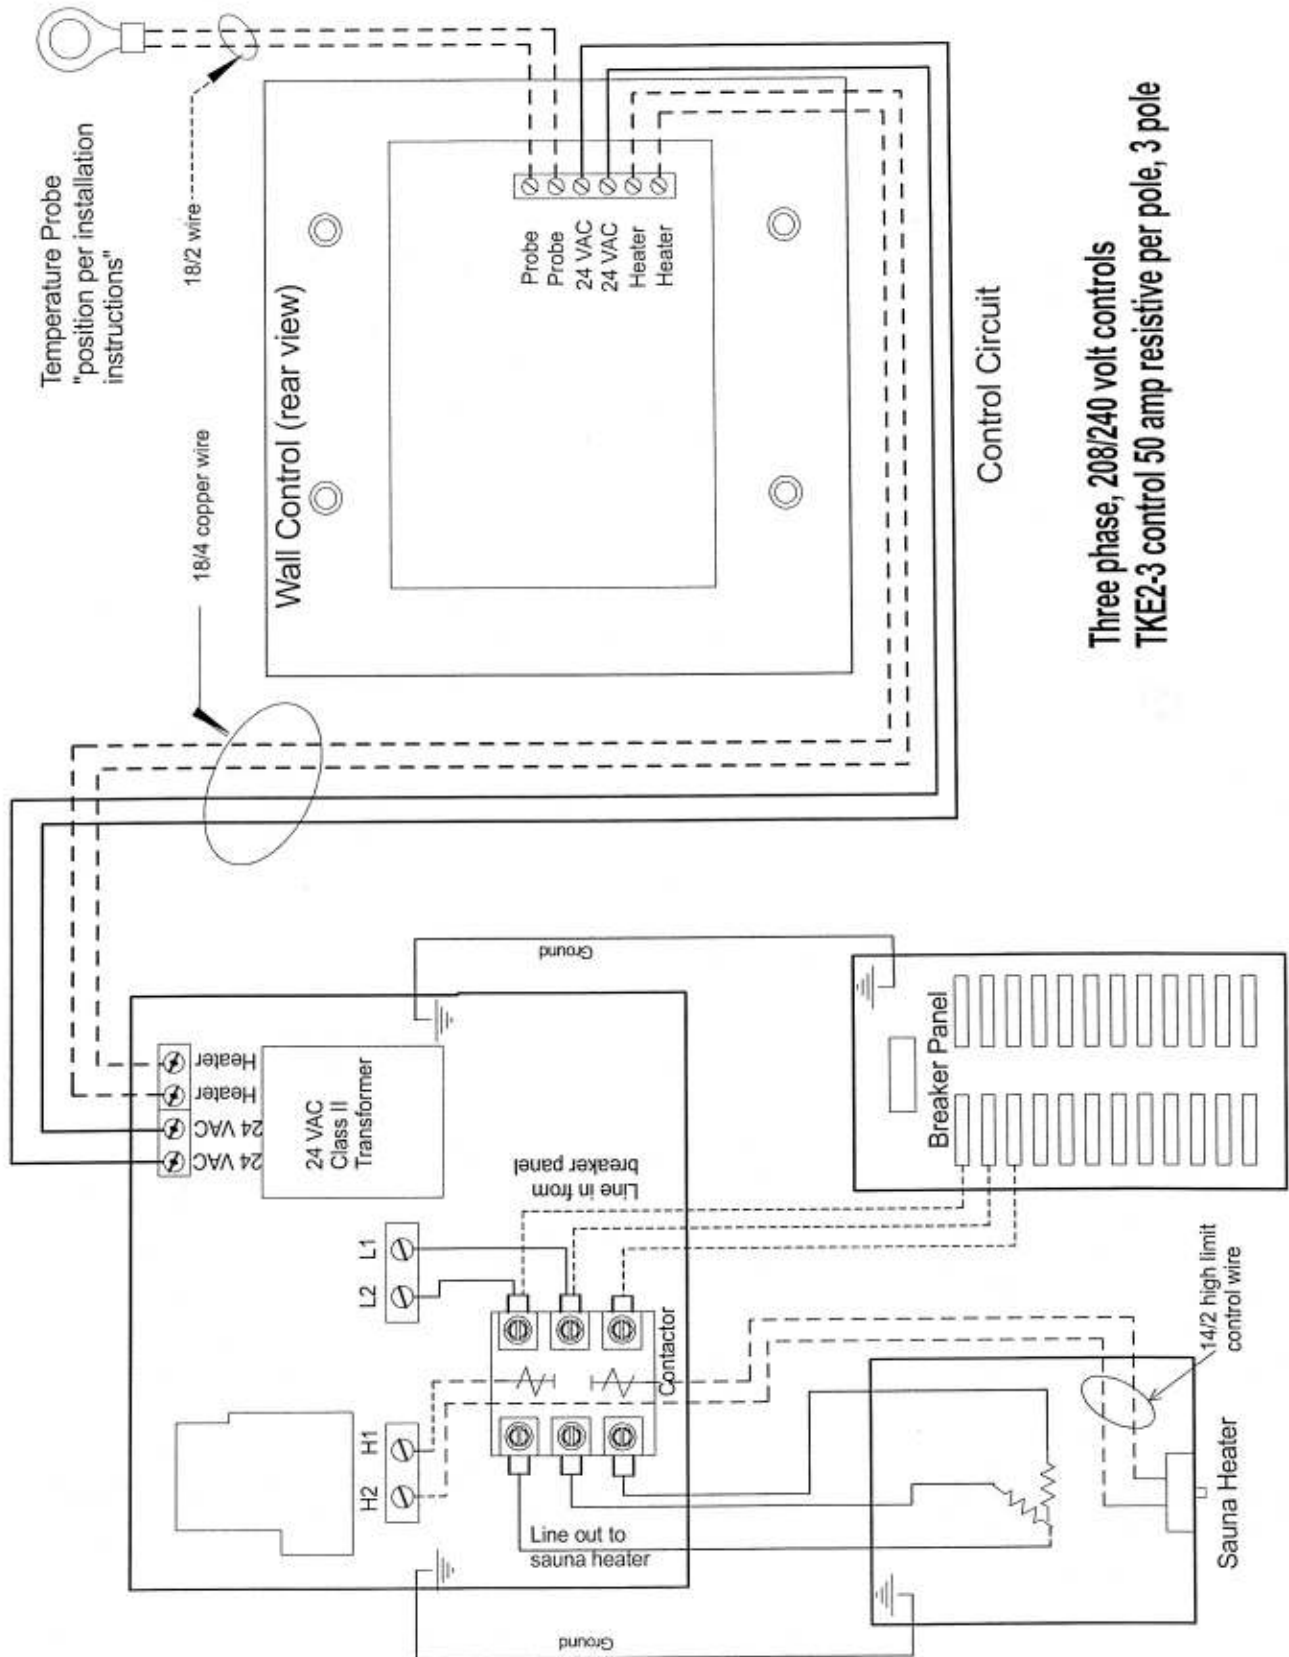 Temperature Probe
"position per installation
instructions"
18/2 wire
18/4 copper wire
Wall Control (rear view)
Probe
Probe
24 VAC
24 VAC
Heater
Heater
Control Circuit
Three phase, 208/240 volt controls
TKE2-3 control 50 amp resistive per pole, 3 pole
Heater
Heater
24 VAC
24 VAC
24 VAC
Class II
Transformer
Ground
Breaker Panel
Line in from
breaker panel
L1
L2
H1
H2
Contactor
Line out to
sauna heater
14/2 high limit
control wire
Sauna Heater
Ground